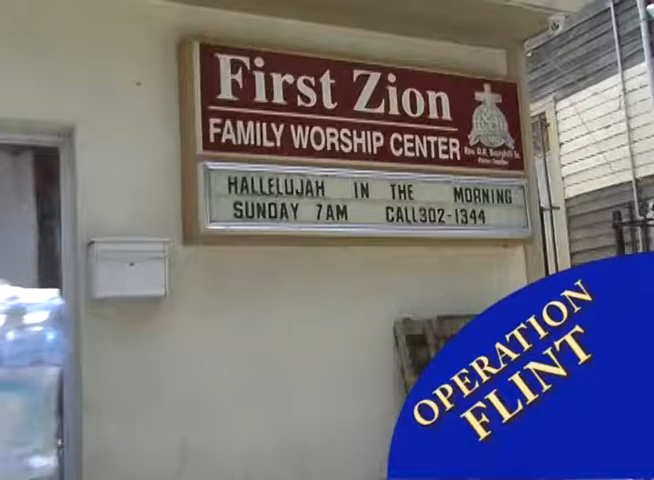 First Zion
FAMILY WORSHIP CENTER
HALLELUJAH IN THE MORNING
SUNDAY 7AM CALL302-1344
OPERATION
FLINT